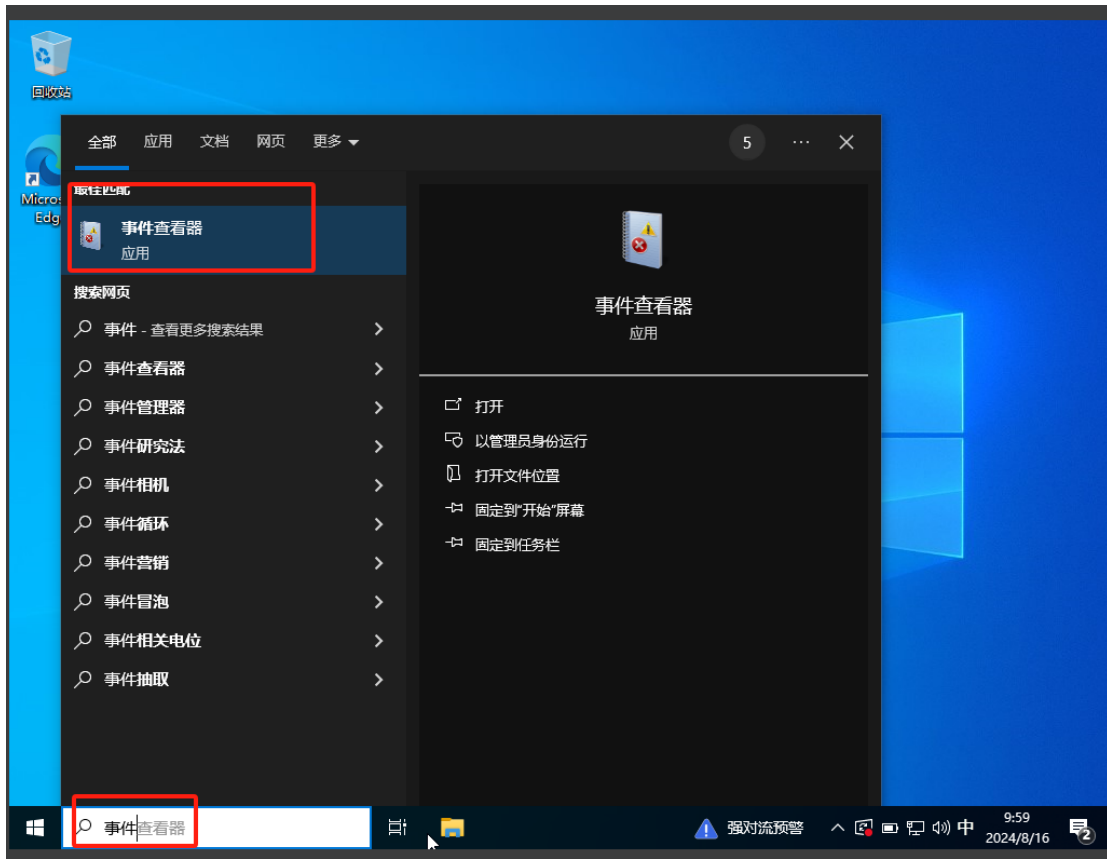 回收站
Micros
Edg
全部 应用 文档 网页 更多 5 ···
最佳匹配
事件查看器
应用
搜索网页
事件 - 查看更多搜索结果
事件查看器
事件管理器
事件研究法
事件相机
事件循环
事件营销
事件冒泡
事件相关电位
事件抽取
事件查看器
应用
打开
以管理员身份运行
打开文件位置
固定到"开始"屏幕
固定到任务栏
事件查看器
强对流预警
中
9:59
2024/8/16
2